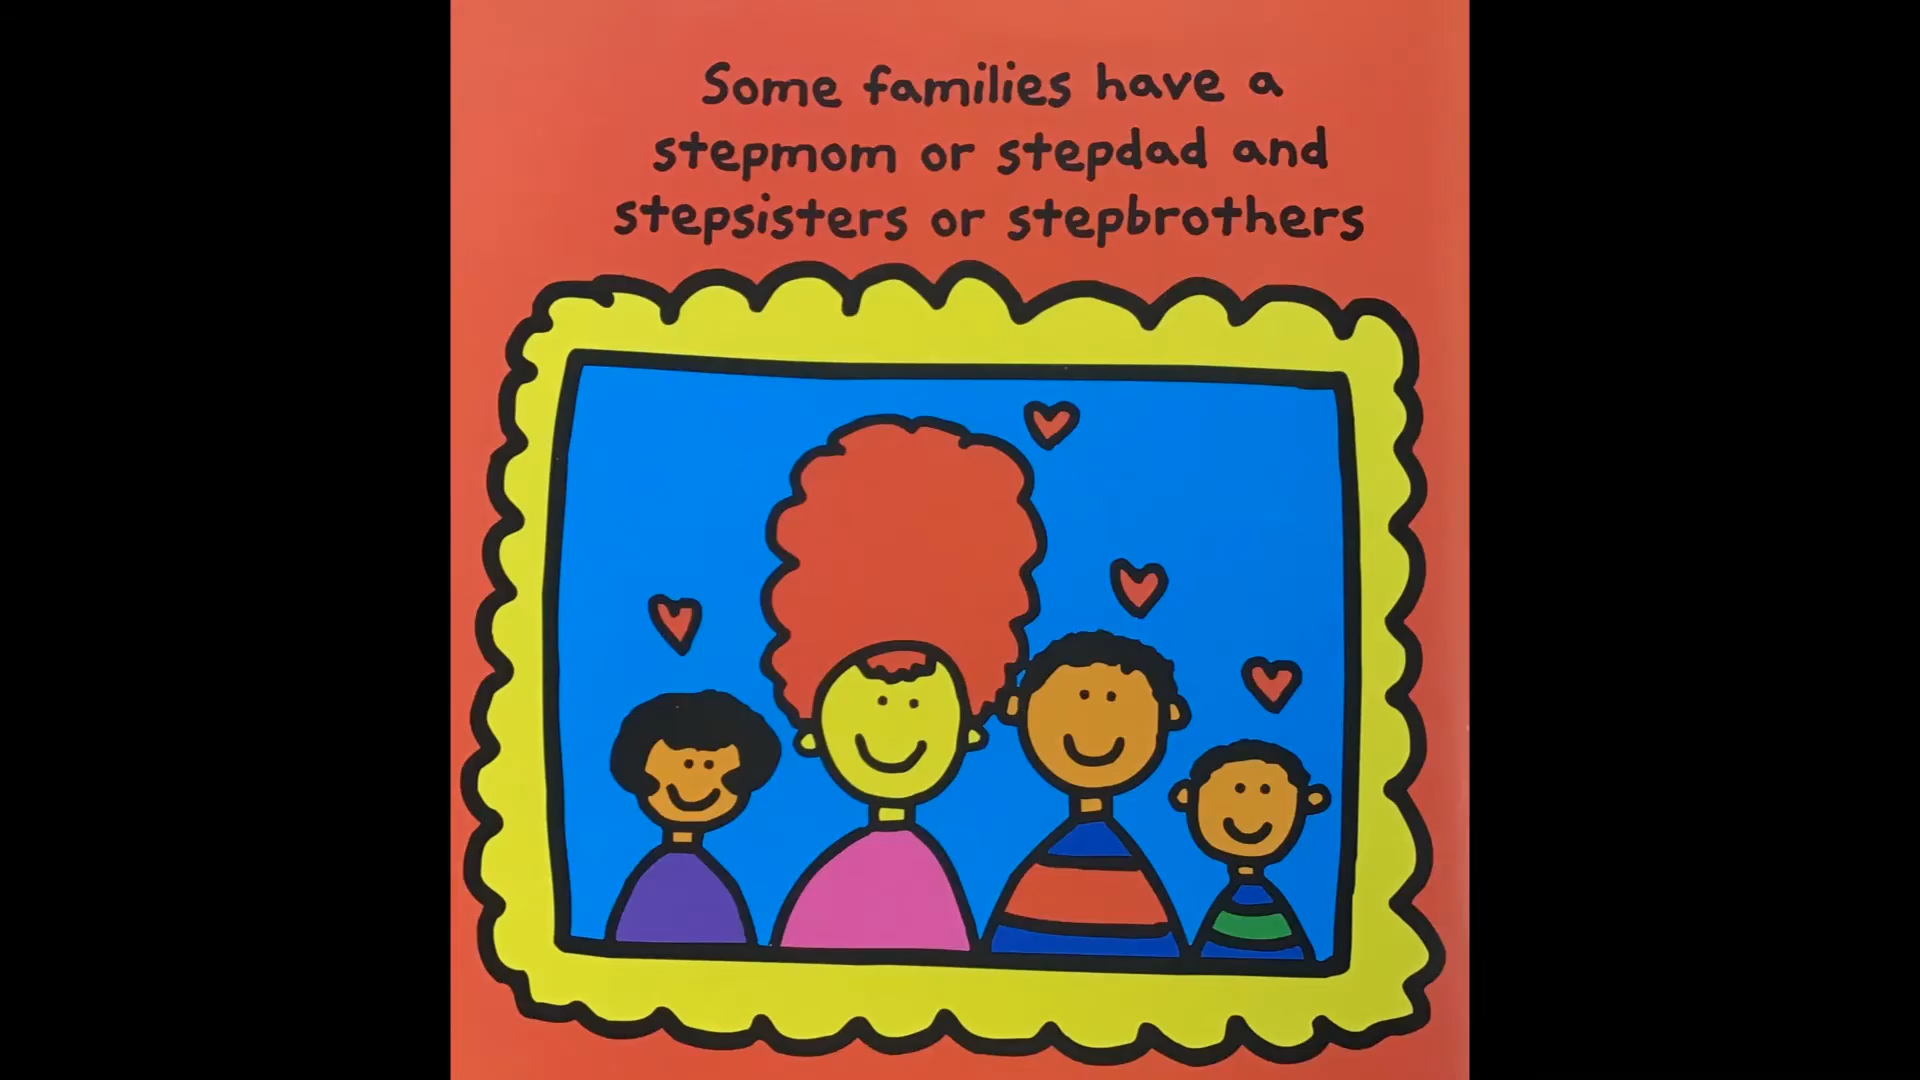 Some families have a
stepmom or stepdad and
stepsisters or stepbrothers